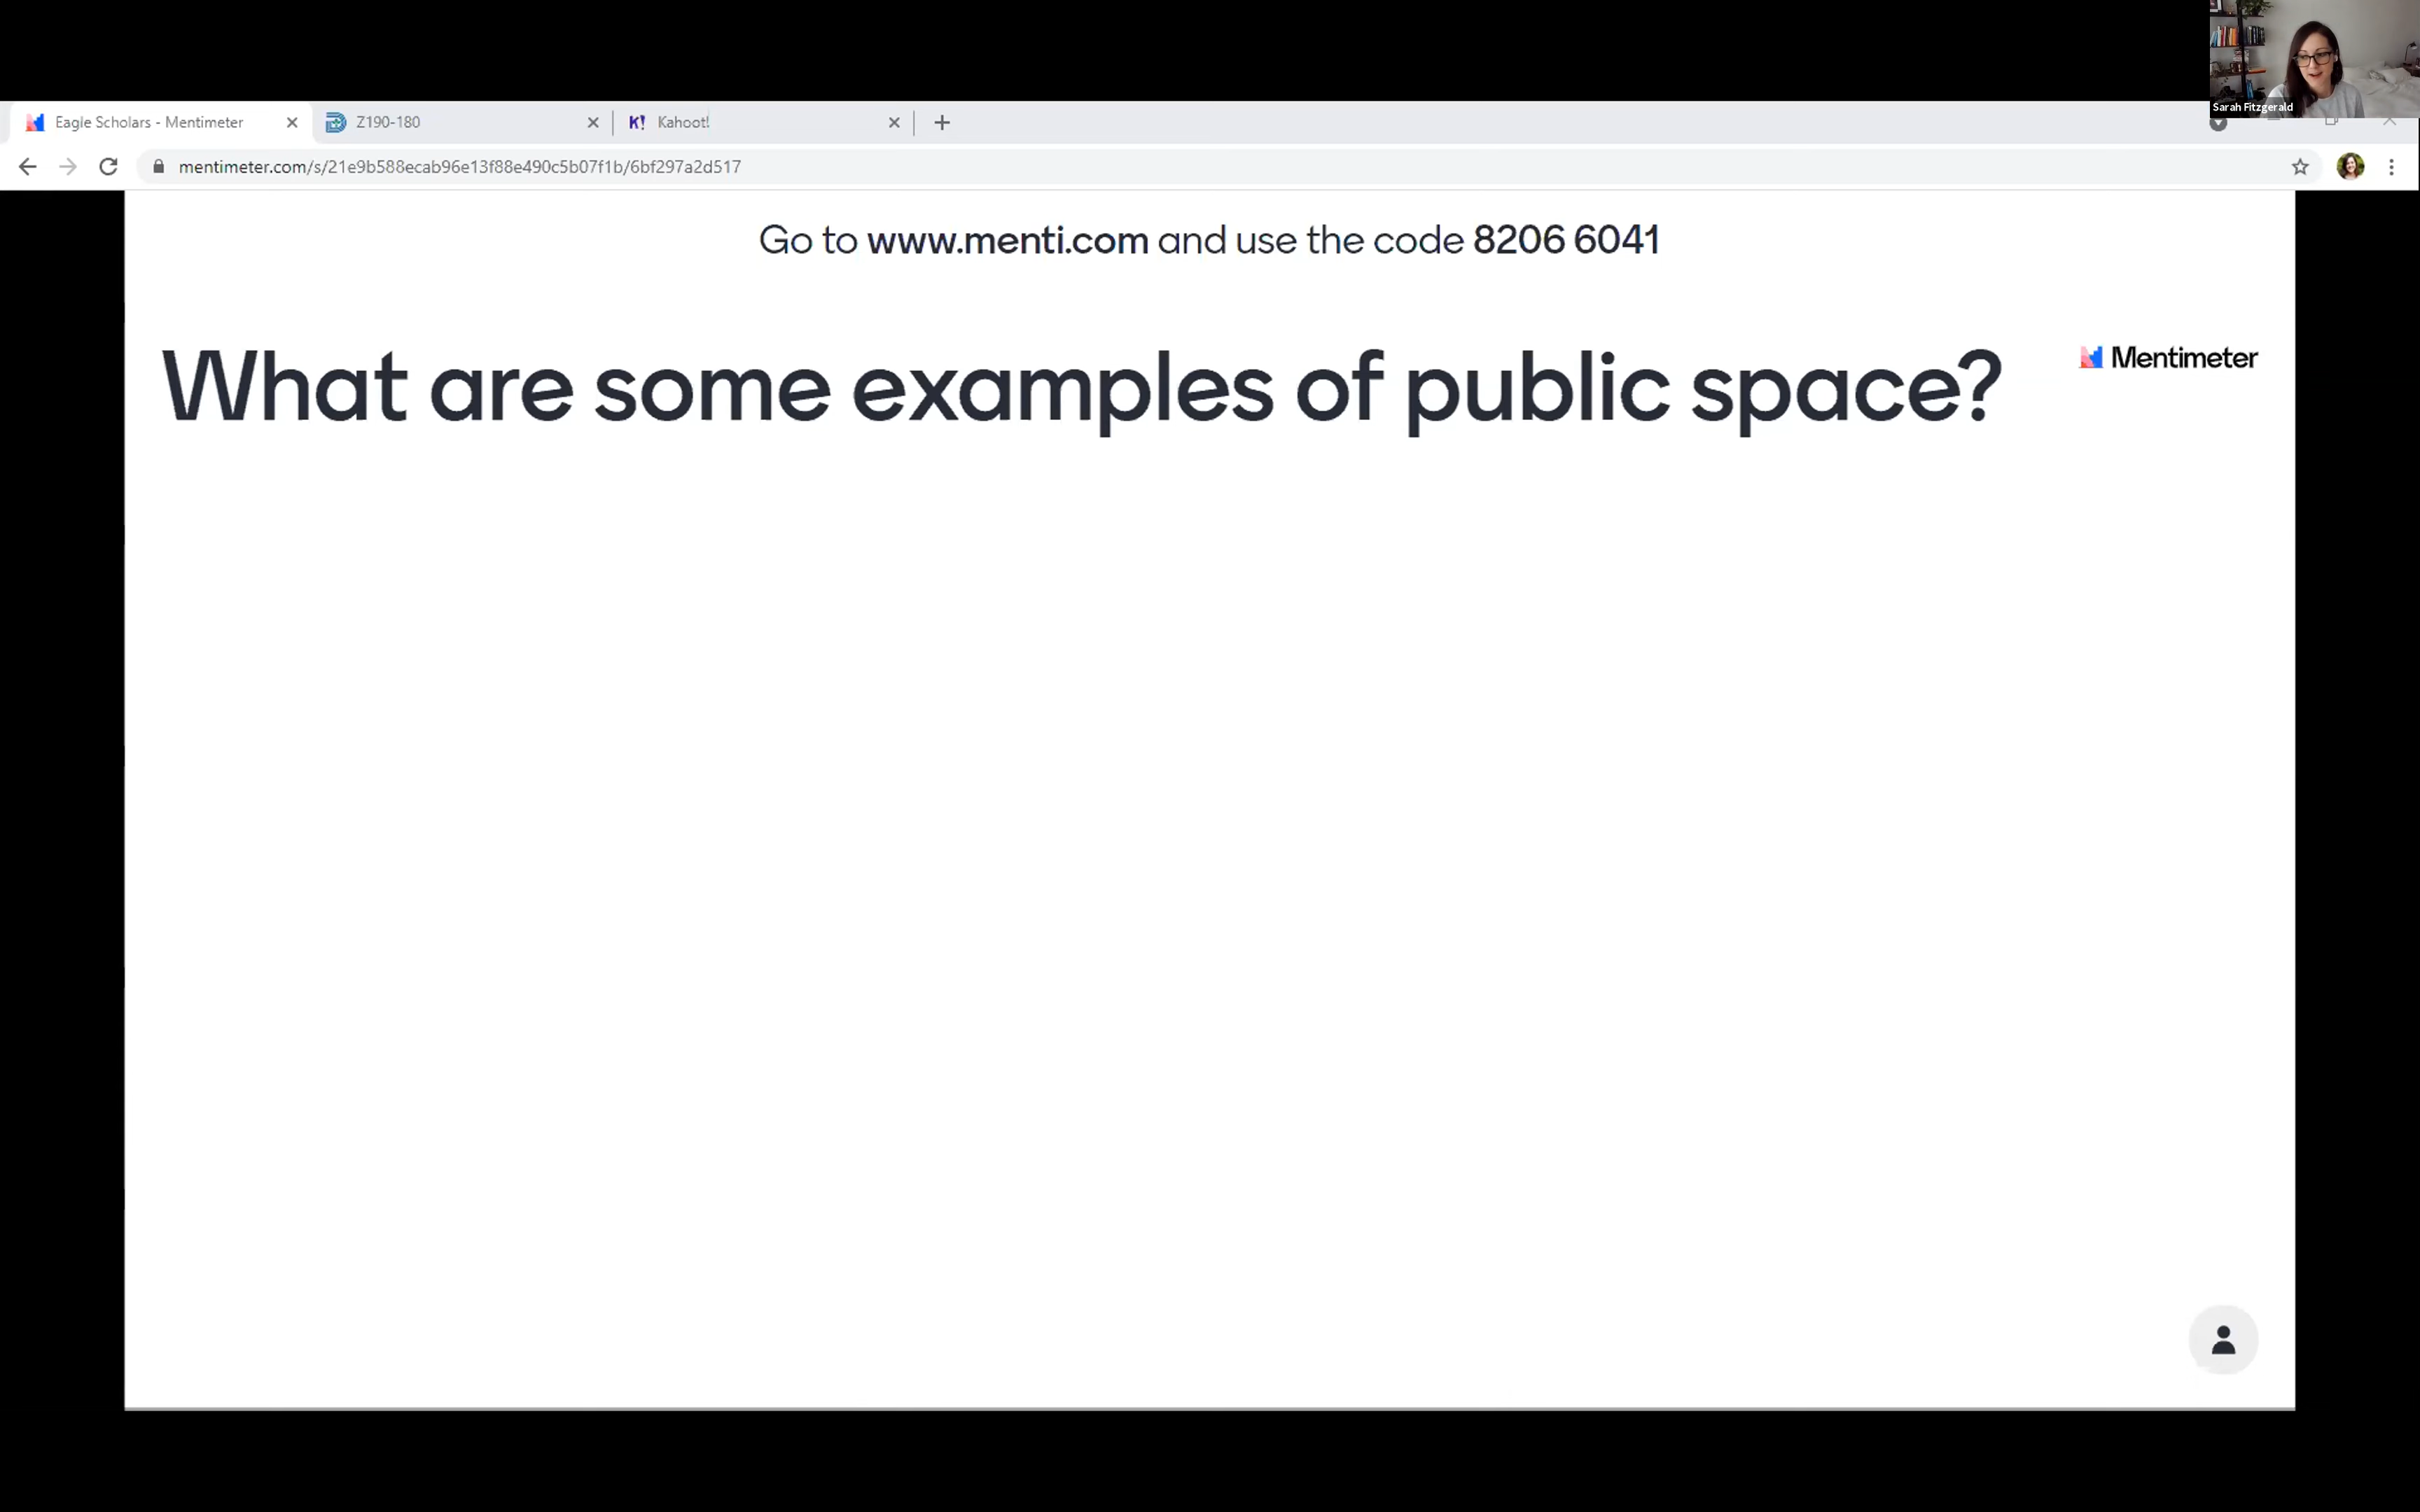 Sarah Fitzgerald
Eagle Scholars - Mentimeter
Z190-180
K! Kahoot!
mentimeter.com/s/21e9b588ecab96e13f88e490c5b07f1b/6bf297a2d517
Go to www.menti.com and use the code 8206 6041
What are some examples of public space?
Mentimeter